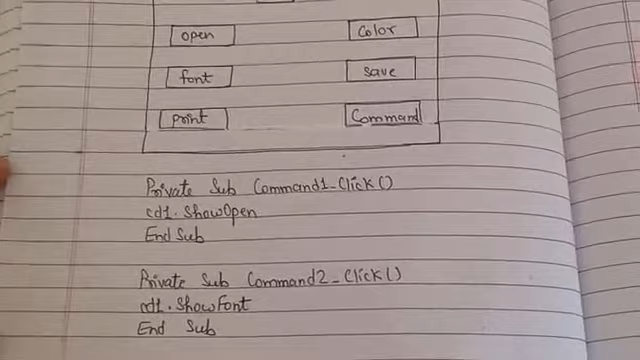 open
Color
font
save
print
Command
Private Sub Command1_Click()
cd1.ShowOpen
End Sub
Private Sub Command2_Click()
cd1.ShowFont
End Sub